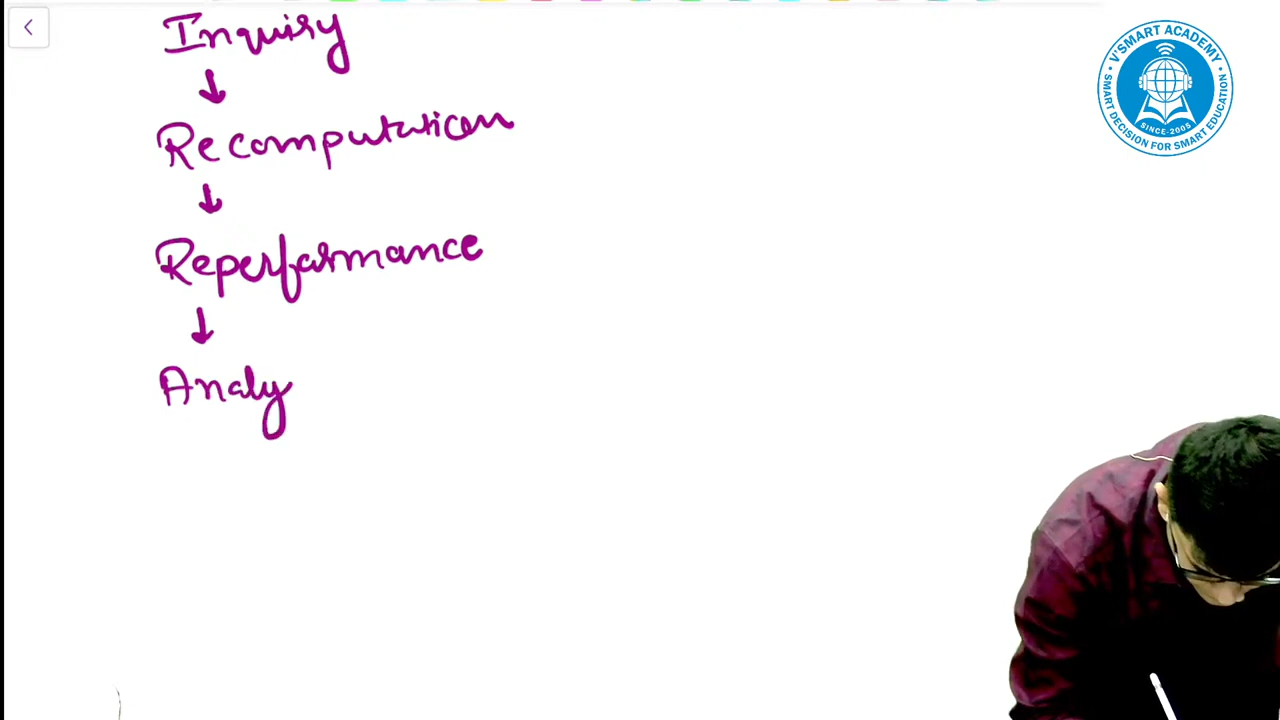 Inquiry
↓
Recomputation
↓
Reperformance
↓
Analy
V'SMART ACADEMY
SMART DECISION FOR SMART EDUCATION
SINCE-2005